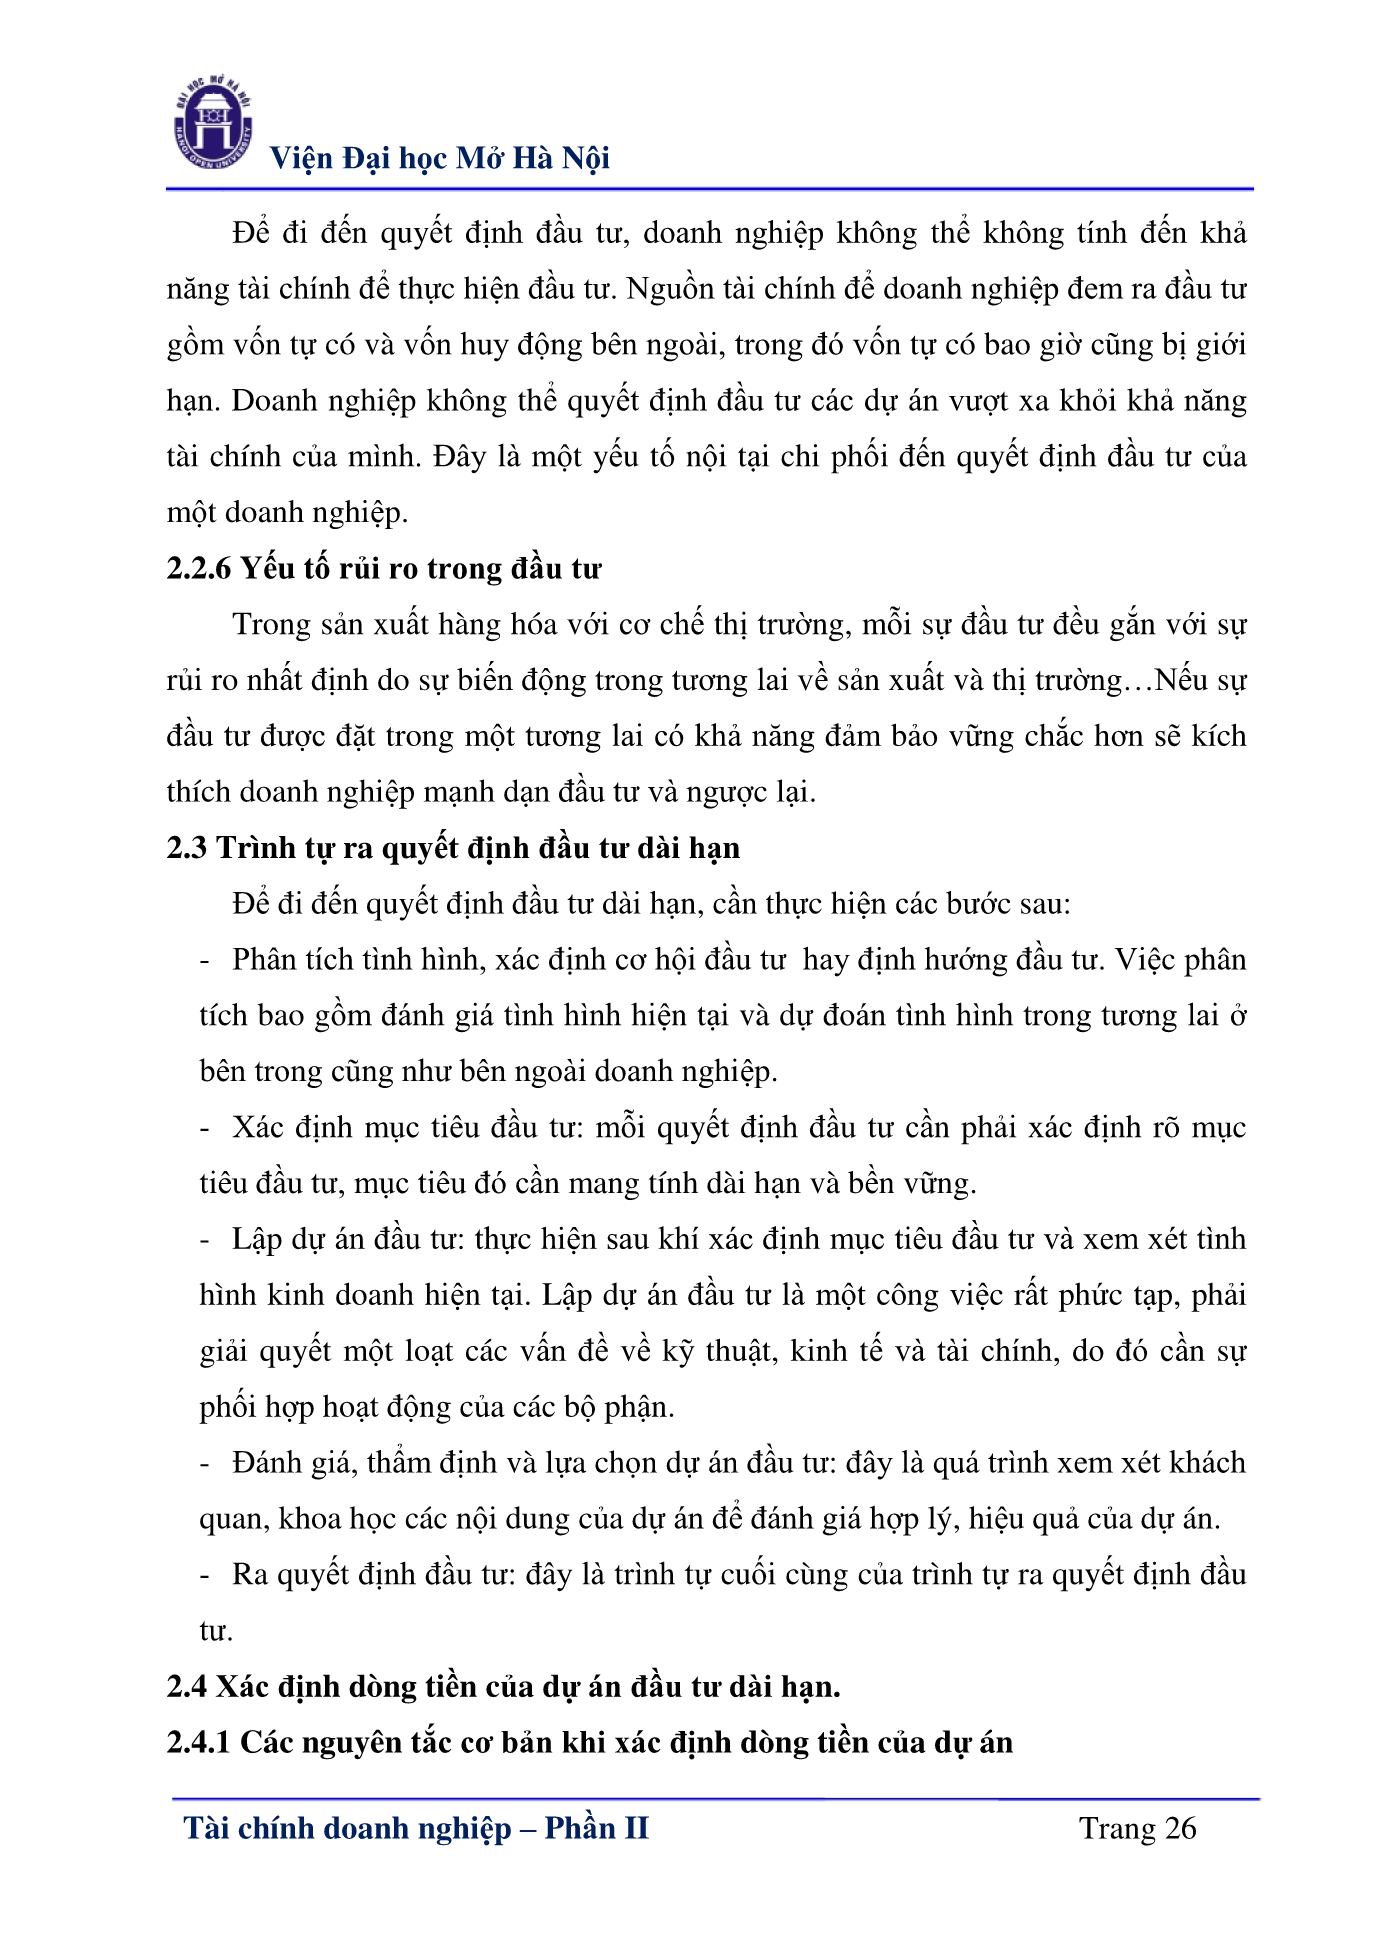 ĐẠI HỌC MỞ HÀ NỘI
HANOI OPEN UNIVERSITY
Viện Đại học Mở Hà Nội
Để đi đến quyết định đầu tư, doanh nghiệp không thể không tính đến khả
năng tài chính để thực hiện đầu tư. Nguồn tài chính để doanh nghiệp đem ra đầu tư
gồm vốn tự có và vốn huy động bên ngoài, trong đó vốn tự có bao giờ cũng bị giới
hạn. Doanh nghiệp không thể quyết định đầu tư các dự án vượt xa khỏi khả năng
tài chính của mình. Đây là một yếu tố nội tại chi phối đến quyết định đầu tư của
một doanh nghiệp.
2.2.6 Yếu tố rủi ro trong đầu tư
Trong sản xuất hàng hóa với cơ chế thị trường, mỗi sự đầu tư đều gắn với sự
rủi ro nhất định do sự biến động trong tương lai về sản xuất và thị trường…Nếu sự
đầu tư được đặt trong một tương lai có khả năng đảm bảo vững chắc hơn sẽ kích
thích doanh nghiệp mạnh dạn đầu tư và ngược lại.
2.3 Trình tự ra quyết định đầu tư dài hạn
Để đi đến quyết định đầu tư dài hạn, cần thực hiện các bước sau:
- Phân tích tình hình, xác định cơ hội đầu tư  hay định hướng đầu tư. Việc phân
tích bao gồm đánh giá tình hình hiện tại và dự đoán tình hình trong tương lai ở
bên trong cũng như bên ngoài doanh nghiệp.
- Xác định mục tiêu đầu tư: mỗi quyết định đầu tư cần phải xác định rõ mục
tiêu đầu tư, mục tiêu đó cần mang tính dài hạn và bền vững.
- Lập dự án đầu tư: thực hiện sau khí xác định mục tiêu đầu tư và xem xét tình
hình kinh doanh hiện tại. Lập dự án đầu tư là một công việc rất phức tạp, phải
giải quyết một loạt các vấn đề về kỹ thuật, kinh tế và tài chính, do đó cần sự
phối hợp hoạt động của các bộ phận.
- Đánh giá, thẩm định và lựa chọn dự án đầu tư: đây là quá trình xem xét khách
quan, khoa học các nội dung của dự án để đánh giá hợp lý, hiệu quả của dự án.
- Ra quyết định đầu tư: đây là trình tự cuối cùng của trình tự ra quyết định đầu
tư.
2.4 Xác định dòng tiền của dự án đầu tư dài hạn.
2.4.1 Các nguyên tắc cơ bản khi xác định dòng tiền của dự án
Tài chính doanh nghiệp – Phần II Trang 26